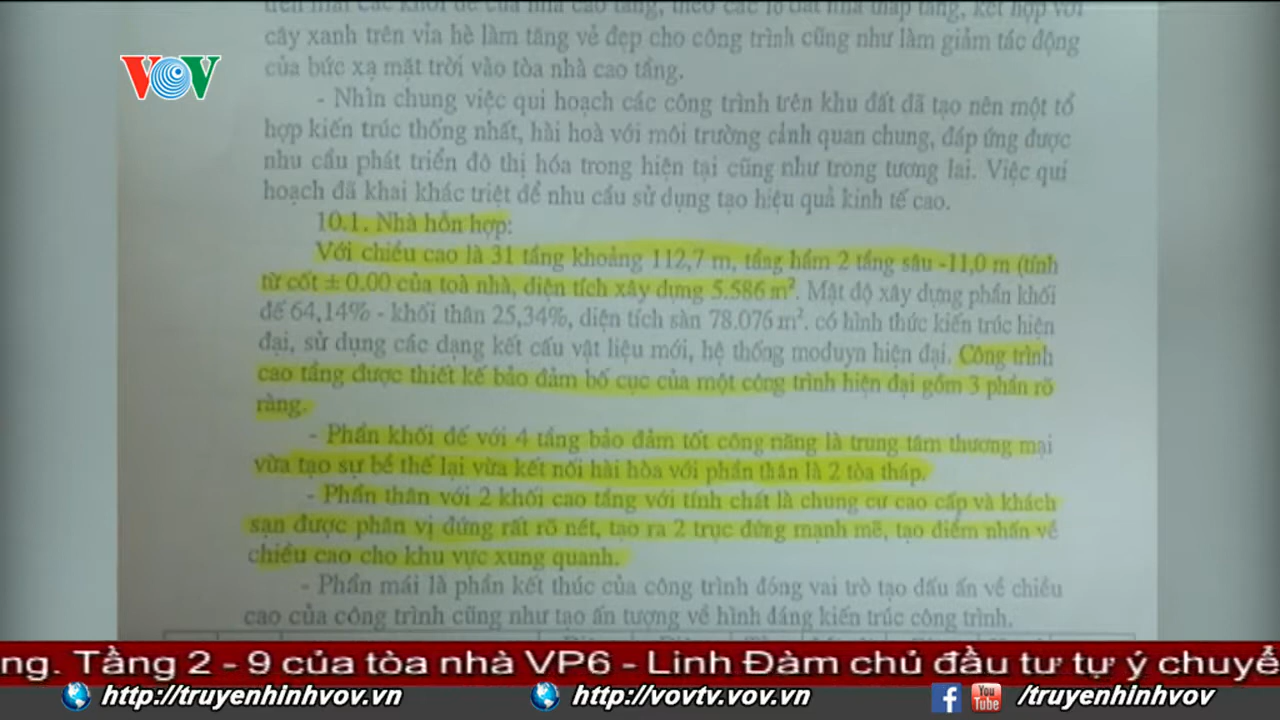 trên mái các khối đế của nhà cao tầng, theo các lô đất nhà thấp tầng, kết hợp với
VOV
cây xanh trên vỉa hè làm tăng vẻ đẹp cho công trình cũng như làm giảm tác động
của bức xạ mặt trời vào tòa nhà cao tầng.
- Nhìn chung việc qui hoạch các công trình trên khu đất đã tạo nên một tổ
hợp kiến trúc thống nhất, hài hoà với môi trường cảnh quan chung, đáp ứng được
nhu cầu phát triển đô thị hóa trong hiện tại cũng như trong tương lai. Việc qui
hoạch đã khai khác triệt để nhu cầu sử dụng tạo hiệu quả kinh tế cao.
10.1. Nhà hỗn hợp:
Với chiều cao là 31 tầng khoảng 112,7 m, tầng hầm 2 tầng sâu -11,0 m (tính
từ cốt ± 0.00 của toà nhà, diện tích xây dựng 5.586 m². Mật độ xây dựng phần khối
đế 64,14% - khối thân 25,34%, diện tích sàn 78.076 m². có hình thức kiến trúc hiện
đại, sử dụng các dạng kết cấu vật liệu mới, hệ thống moduyn hiện đại. Công trình
cao tầng được thiết kế bảo đảm bố cục của một công trình hiện đại gồm 3 phần rõ
ràng.
- Phần khối đế với 4 tầng bảo đảm tốt công năng là trung tâm thương mại
vừa tạo sự bề thế lại vừa kết nối hài hòa với phần thân là 2 tòa tháp.
- Phần thân với 2 khối cao tầng với tính chất là chung cư cao cấp và khách
sạn được phân vị đứng rất rõ nét, tạo ra 2 trục đứng mạnh mẽ, tạo điểm nhấn về
chiều cao cho khu vực xung quanh.
- Phần mái là phần kết thúc của công trình đóng vai trò tạo dấu ấn về chiều
cao của công trình cũng như tạo ấn tượng về hình dáng kiến trúc công trình.
ng. Tầng 2 - 9 của tòa nhà VP6 - Linh Đàm chủ đầu tư tự ý chuyể
http://truyenhinhvov.vn http://vovtv.vov.vn f You Tube /truyenhinhvov